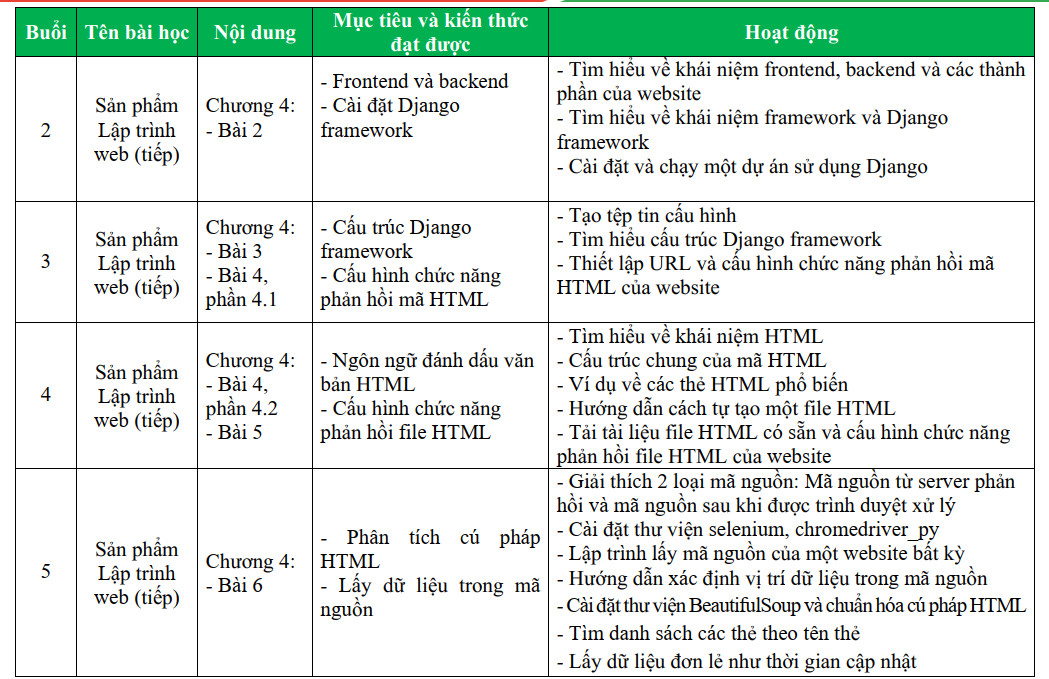 Buổi
Tên bài học
Nội dung
Mục tiêu và kiến thức
đạt được
Hoạt động
2
Sản phẩm
Lập trình
web (tiếp)
Chương 4:
- Bài 2
- Frontend và backend
- Cài đặt Django
framework
- Tìm hiểu về khái niệm frontend, backend và các thành
phần của website
- Tìm hiểu về khái niệm framework và Django
framework
- Cài đặt và chạy một dự án sử dụng Django
3
Sản phẩm
Lập trình
web (tiếp)
Chương 4:
- Bài 3
- Bài 4,
phần 4.1
- Cấu trúc Django
framework
- Cấu hình chức năng
phản hồi mã HTML
- Tạo tệp tin cấu hình
- Tìm hiểu cấu trúc Django framework
- Thiết lập URL và cấu hình chức năng phản hồi mã
HTML của website
4
Sản phẩm
Lập trình
web (tiếp)
Chương 4:
- Bài 4,
phần 4.2
- Bài 5
- Ngôn ngữ đánh dấu văn
bản HTML
- Cấu hình chức năng
phản hồi file HTML
- Tìm hiểu về khái niệm HTML
- Cấu trúc chung của mã HTML
- Ví dụ về các thẻ HTML phổ biến
- Hướng dẫn cách tự tạo một file HTML
- Tải tài liệu file HTML có sẵn và cấu hình chức năng
phản hồi file HTML của website
5
Sản phẩm
Lập trình
web (tiếp)
Chương 4:
- Bài 6
- Phân tích cú pháp
HTML
- Lấy dữ liệu trong mã
nguồn
- Giải thích 2 loại mã nguồn: Mã nguồn từ server phản
hồi và mã nguồn sau khi được trình duyệt xử lý
- Cài đặt thư viện selenium, chromedriver_py
- Lập trình lấy mã nguồn của một website bất kỳ
- Hướng dẫn xác định vị trí dữ liệu trong mã nguồn
- Cài đặt thư viện BeautifulSoup và chuẩn hóa cú pháp HTML
- Tìm danh sách các thẻ theo tên thẻ
- Lấy dữ liệu đơn lẻ như thời gian cập nhật